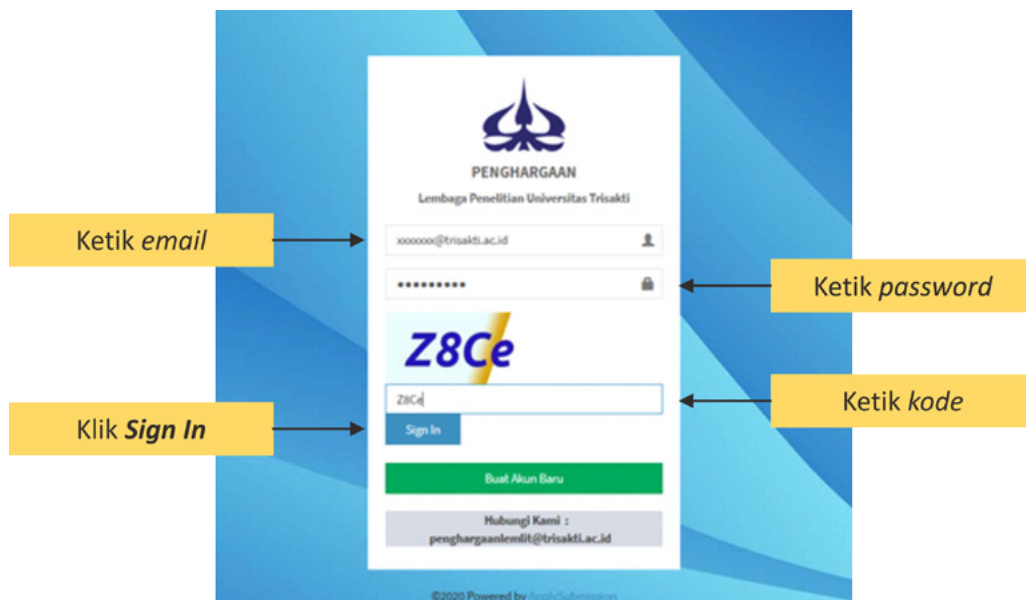 PENGHARGAAN
Lembaga Penelitian Universitas Trisakti
Ketik email
xxxxxxx@trisakti.ac.id
Ketik password
Z8Ce
Z8Ce
Ketik kode
Klik Sign In
Sign In
Buat Akun Baru
Hubungi Kami :
penghargaanlemlit@trisakti.ac.id
©2020 Powered by ApplySubmission